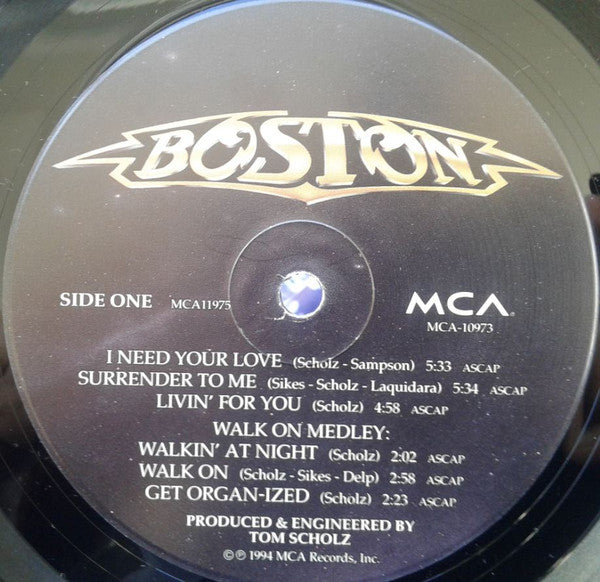 BOSTON
SIDE ONE MCA11975
MCA
MCA-10973
I NEED YOUR LOVE (Scholz - Sampson) 5:33 ASCAP
SURRENDER TO ME (Sikes - Scholz - Laquidara) 5:34 ASCAP
LIVIN' FOR YOU (Scholz) 4:58 ASCAP
WALK ON MEDLEY:
WALKIN' AT NIGHT (Scholz) 2:02 ASCAP
WALK ON (Scholz - Sikes - Delp) 2:58 ASCAP
GET ORGAN-IZED (Scholz) 2:23 ASCAP
PRODUCED & ENGINEERED BY
TOM SCHOLZ
©℗ 1994 MCA Records, Inc.